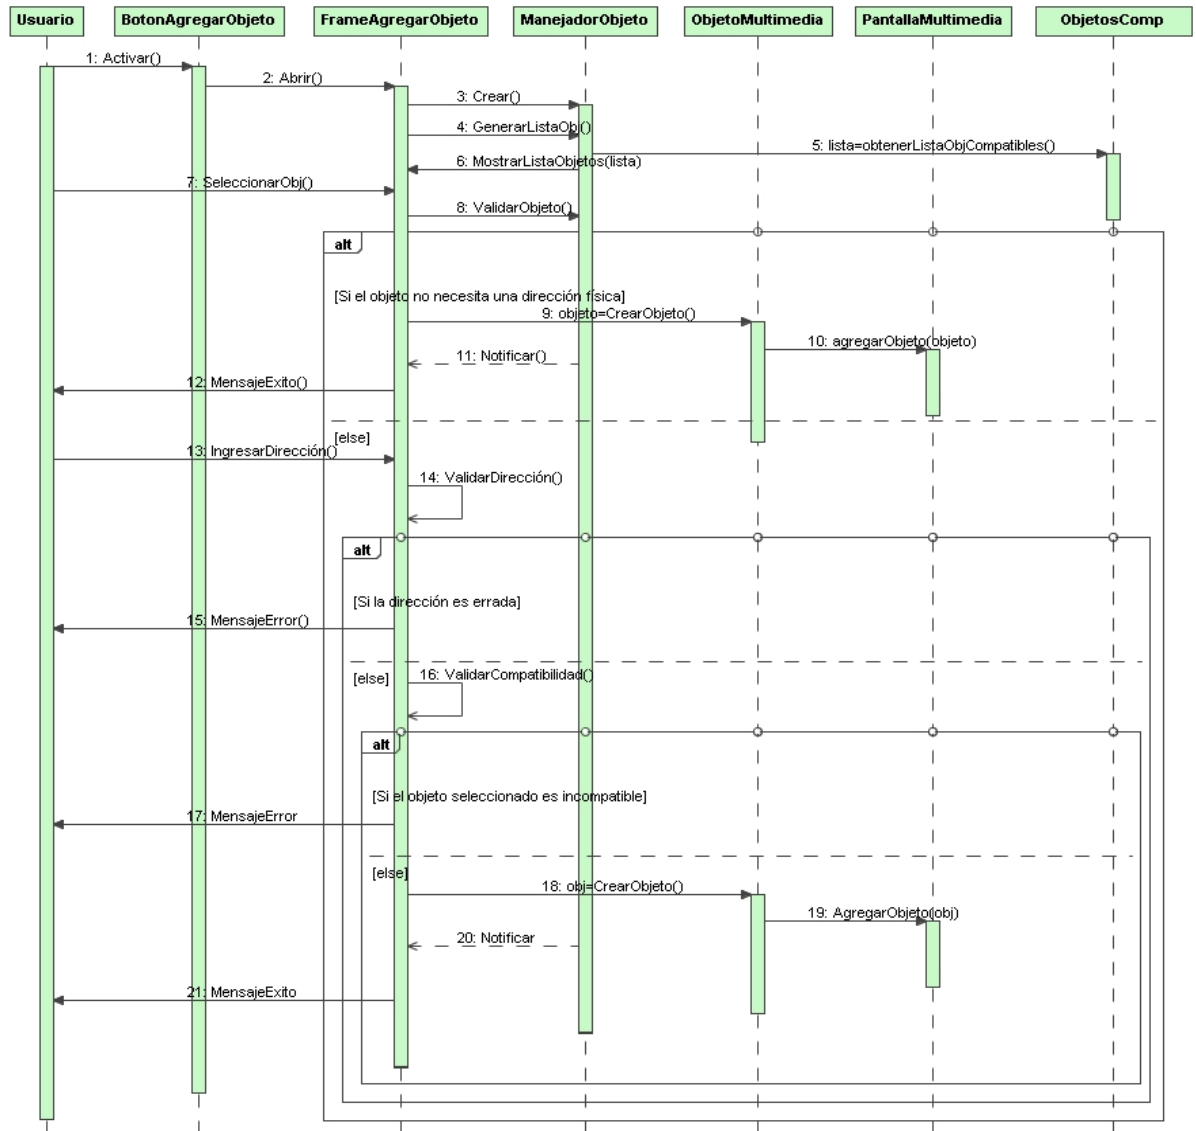 Usuario
BotonAgregarObjeto
FrameAgregarObjeto
ManejadorObjeto
ObjetoMultimedia
PantallaMultimedia
ObjetosComp
1: Activar()
2: Abrir()
3: Crear()
4: GenerarListaObj()
5: lista=obtenerListaObjCompatibles()
6: MostrarListaObjetos(lista)
7: SeleccionarObj()
8: ValidarObjeto()
alt
[Si el objeto no necesita una dirección física]
9: objeto=CrearObjeto()
10: agregarObjeto(objeto)
11: Notificar()
12: MensajeExito()
[else]
13: IngresarDirección()
14: ValidarDirección()
alt
[Si la dirección es errada]
15: MensajeError()
[else]
16: ValidarCompatibilidad()
alt
[Si el objeto seleccionado es incompatible]
17: MensajeError
[else]
18: obj=CrearObjeto()
19: AgregarObjeto(obj)
20: Notificar
21: MensajeExito